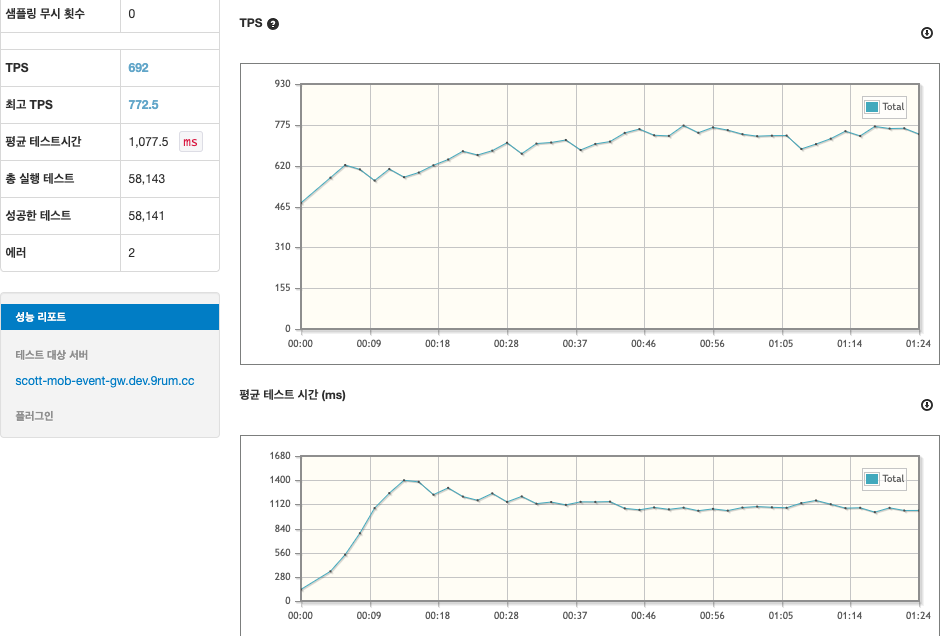 샘플링 무시 횟수 0
TPS 692
최고 TPS 772.5
평균 테스트시간 1,077.5 ms
총 실행 테스트 58,143
성공한 테스트 58,141
에러 2
성능 리포트
테스트 대상 서버
scott-mob-event-gw.dev.9rum.cc
플러그인
TPS ?
930
775
620
465
310
155
0
Total
00:00 00:09 00:18 00:28 00:37 00:46 00:56 01:05 01:14 01:24
평균 테스트 시간 (ms)
1680
1400
1120
840
560
280
0
Total
00:00 00:09 00:18 00:28 00:37 00:46 00:56 01:05 01:14 01:24